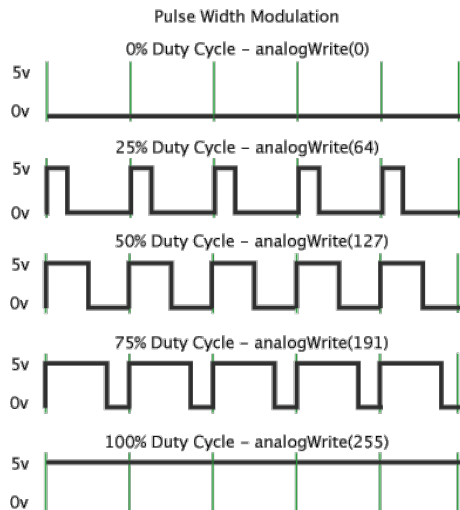 Pulse Width Modulation
0% Duty Cycle – analogWrite(0)
5v
0v
25% Duty Cycle – analogWrite(64)
5v
0v
50% Duty Cycle – analogWrite(127)
5v
0v
75% Duty Cycle – analogWrite(191)
5v
0v
100% Duty Cycle – analogWrite(255)
5v
0v